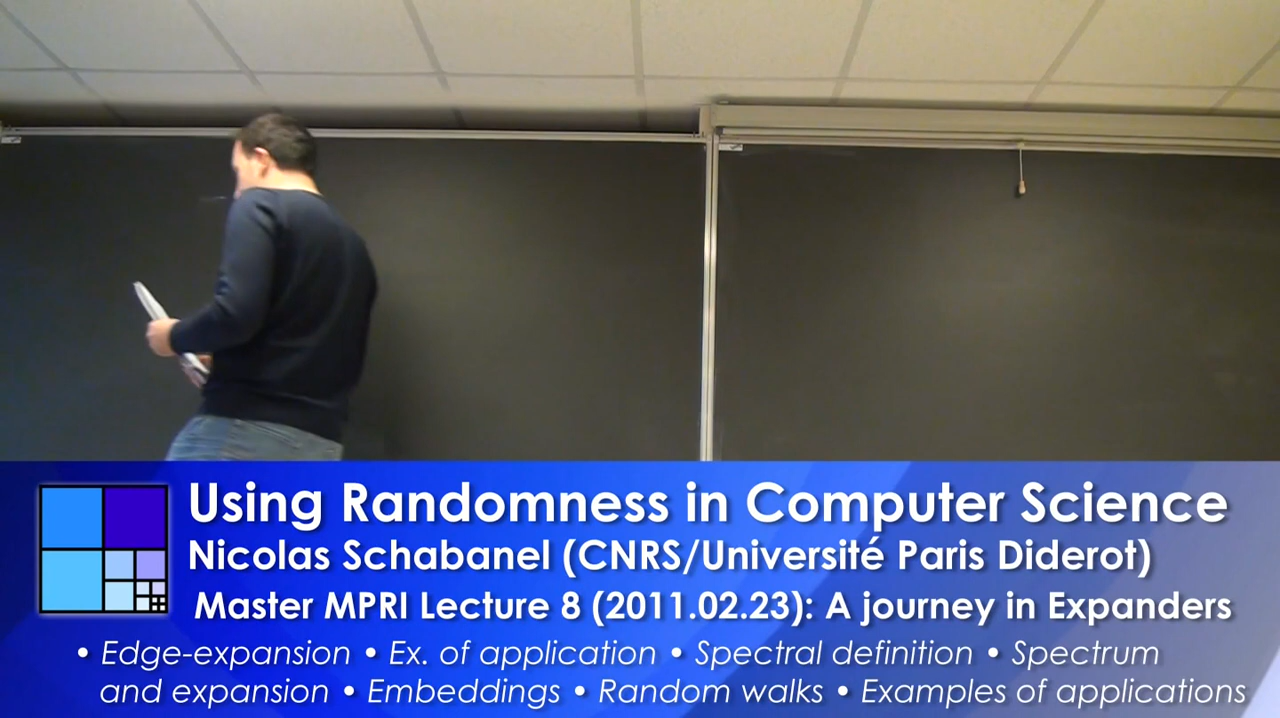 Using Randomness in Computer Science
Nicolas Schabanel (CNRS/Université Paris Diderot)
Master MPRI Lecture 8 (2011.02.23): A journey in Expanders
• Edge-expansion • Ex. of application • Spectral definition • Spectrum
and expansion • Embeddings • Random walks • Examples of applications